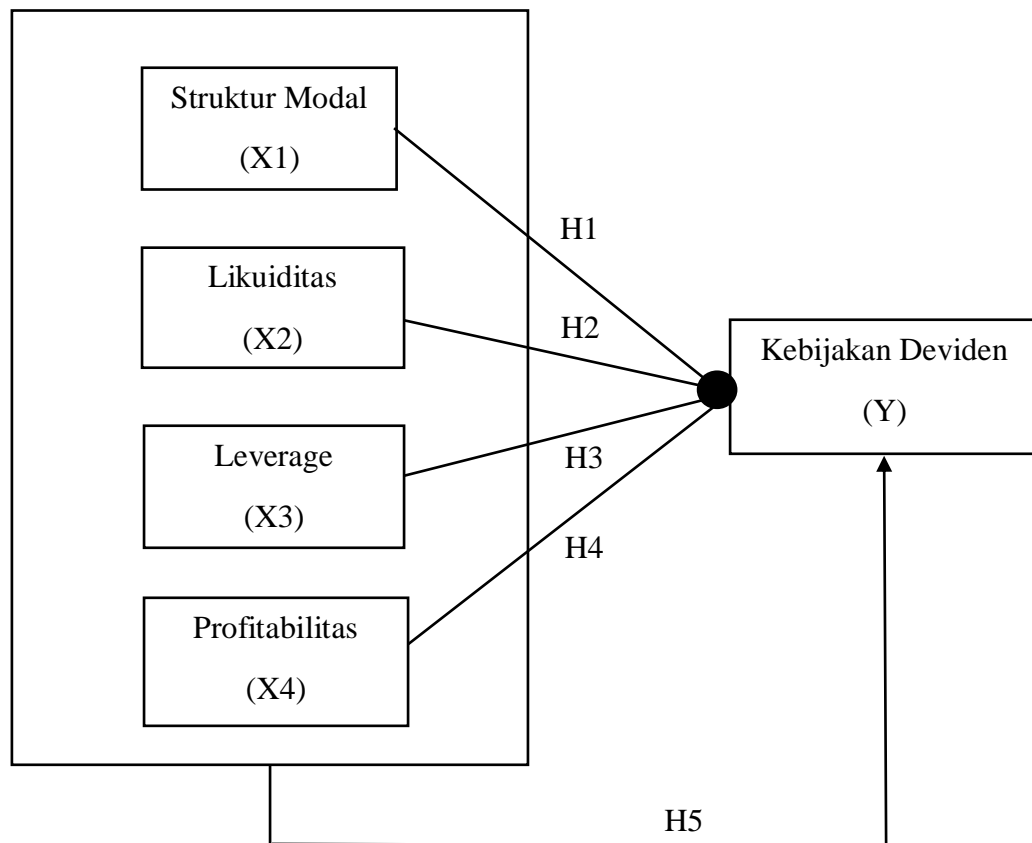 Struktur Modal
(X1)
H1
Likuiditas
(X2)
H2
Kebijakan Deviden
(Y)
Leverage
(X3)
H3
H4
Profitabilitas
(X4)
H5